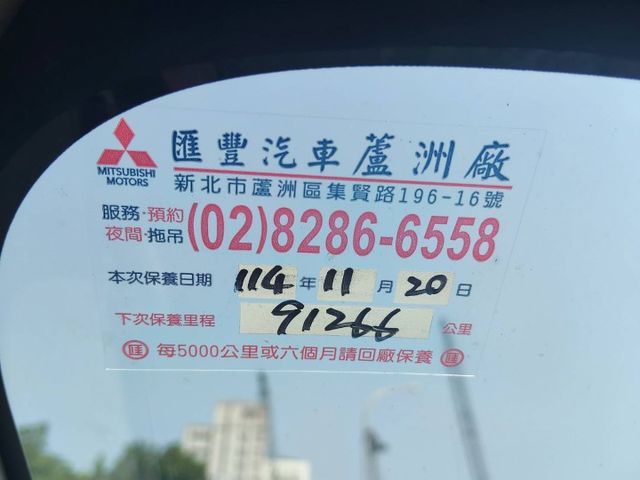 MITSUBISHI
MOTORS
匯豐汽車蘆洲廠
新北市蘆洲區集賢路196-16號
服務·預約
夜間·拖吊
(02)8286-6558
本次保養日期 114 年 11 月 20 日
下次保養里程 91266 公里
匯 每5000公里或六個月請回廠保養 匯